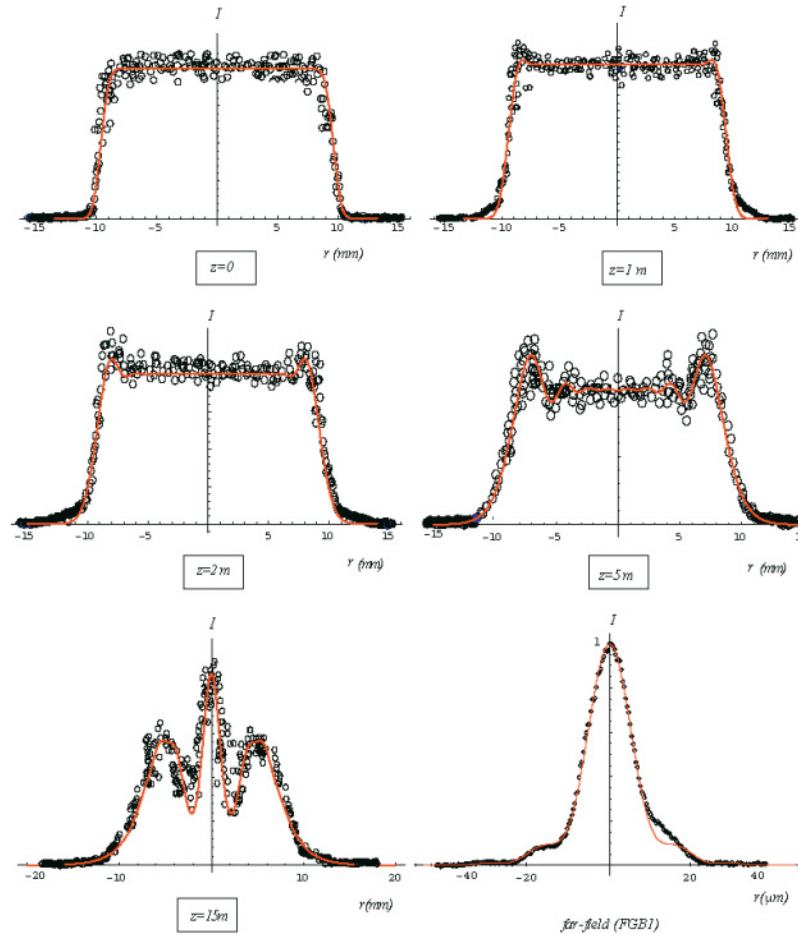 I I
-15 -10 -5 5 10 15 -15 -10 -5 5 10 15
r (mm) r (mm)
z=0 z=1 m
I I
-15 -10 -5 5 10 15 -15 -10 -5 5 10 15
r (mm) r (mm)
z=2 m z=5 m
I I
1
-20 -10 10 20 -40 -20 20 40
r(mm) r(μm)
z=15m far-field (FGB1)